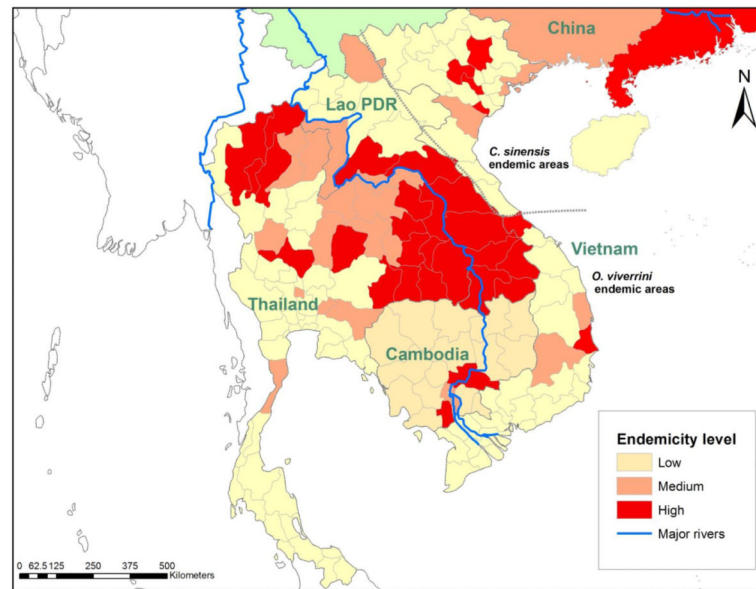 China
N
Lao PDR
C. sinensis
endemic areas
Vietnam
O. viverrini
endemic areas
Thailand
Cambodia
Endemicity level
Low
Medium
High
Major rivers
0 62.5 125 250 375 500
Kilometers